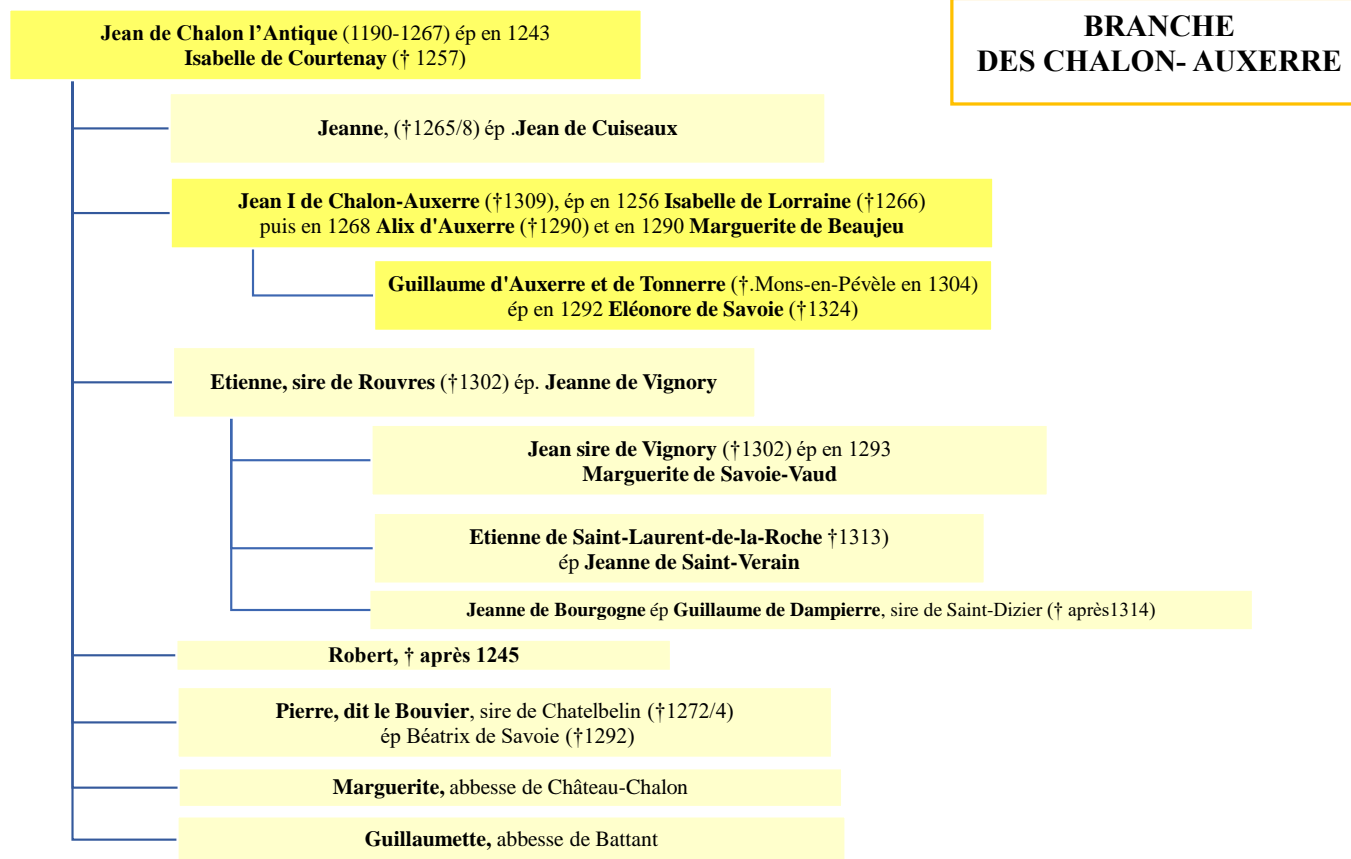 BRANCHE
DES CHALON- AUXERRE
Jean de Chalon l'Antique (1190-1267) ép en 1243
Isabelle de Courtenay († 1257)
Jeanne, (†1265/8) ép .Jean de Cuiseaux
Jean I de Chalon-Auxerre (†1309), ép en 1256 Isabelle de Lorraine (†1266)
puis en 1268 Alix d'Auxerre (†1290) et en 1290 Marguerite de Beaujeu
Guillaume d'Auxerre et de Tonnerre (†.Mons-en-Pévèle en 1304)
ép en 1292 Eléonore de Savoie (†1324)
Etienne, sire de Rouvres (†1302) ép. Jeanne de Vignory
Jean sire de Vignory (†1302) ép en 1293
Marguerite de Savoie-Vaud
Etienne de Saint-Laurent-de-la-Roche †1313)
ép Jeanne de Saint-Verain
Jeanne de Bourgogne ép Guillaume de Dampierre, sire de Saint-Dizier († après1314)
Robert, † après 1245
Pierre, dit le Bouvier, sire de Chatelbelin (†1272/4)
ép Béatrix de Savoie (†1292)
Marguerite, abbesse de Château-Chalon
Guillaumette, abbesse de Battant